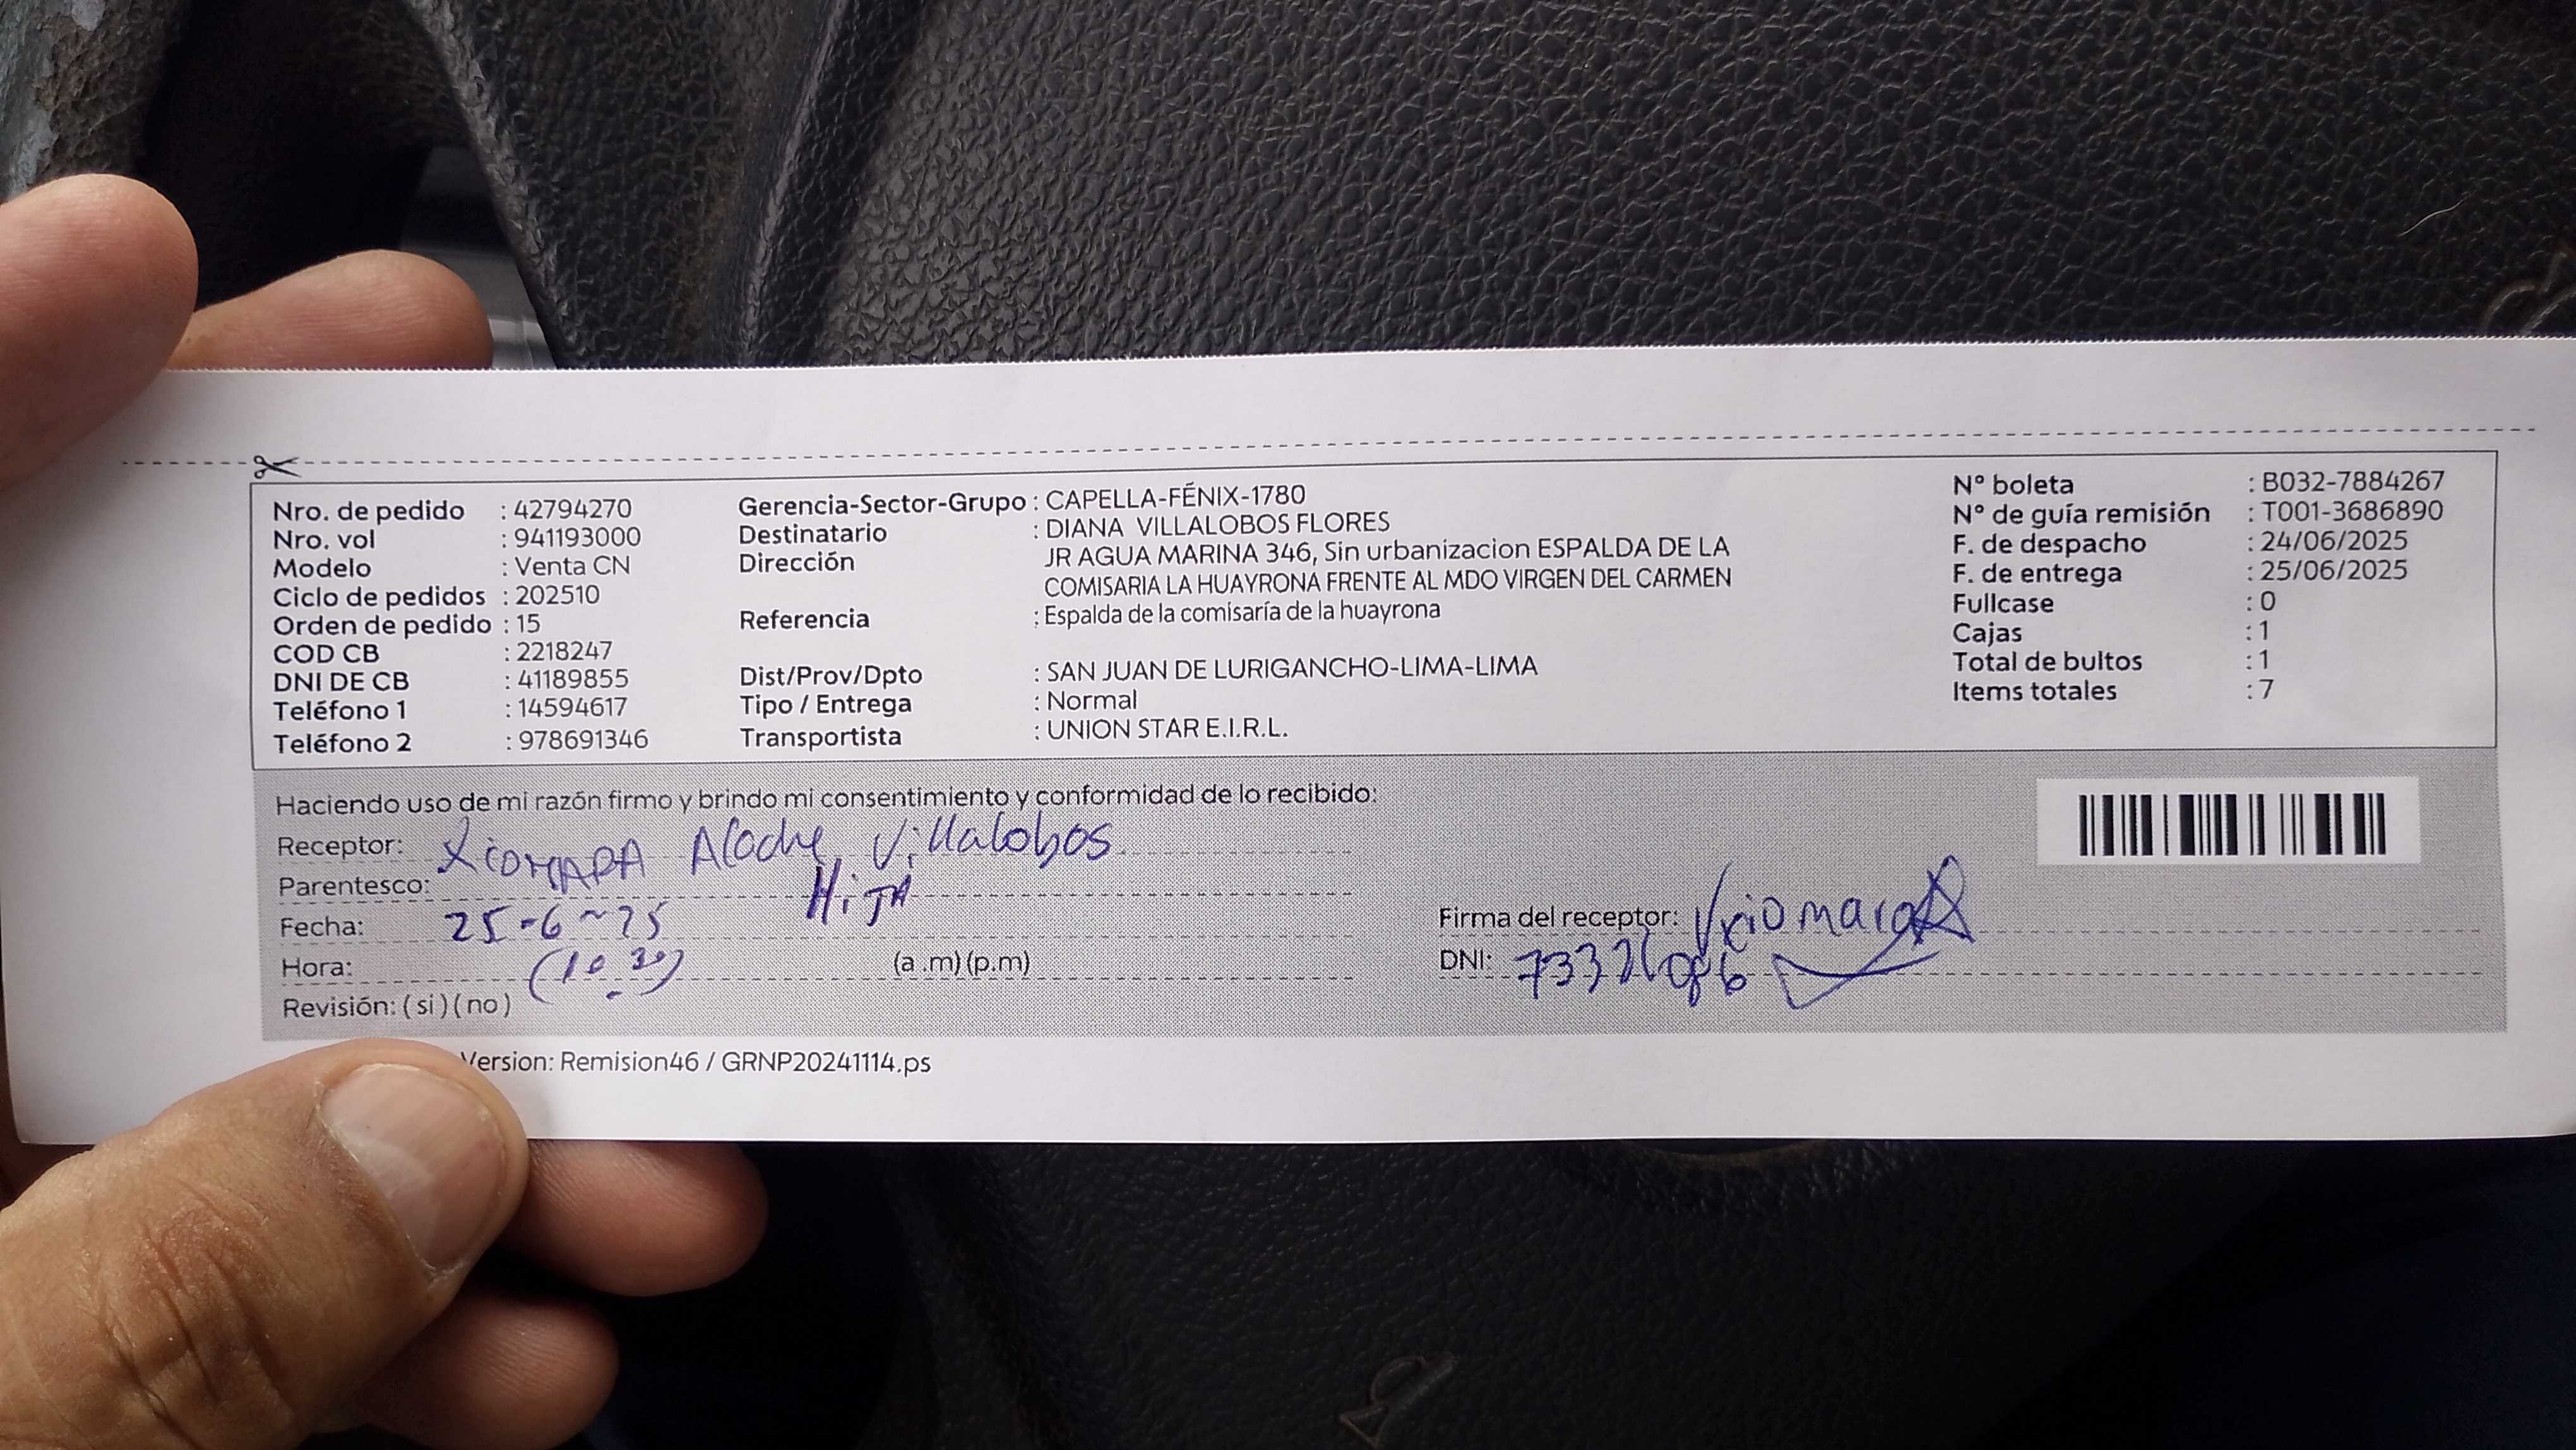 Nro. de pedido : 42794270
Nro. vol : 941193000
Modelo : Venta CN
Ciclo de pedidos : 202510
Orden de pedido : 15
COD CB : 2218247
DNI DE CB : 41189855
Teléfono 1 : 14594617
Teléfono 2 : 978691346
Gerencia-Sector-Grupo : CAPELLA-FÉNIX-1780
Destinatario : DIANA VILLALOBOS FLORES
Dirección JR AGUA MARINA 346, Sin urbanizacion ESPALDA DE LA
COMISARIA LA HUAYRONA FRENTE AL MDO VIRGEN DEL CARMEN
Referencia : Espalda de la comisaría de la huayrona
Dist/Prov/Dpto : SAN JUAN DE LURIGANCHO-LIMA-LIMA
Tipo / Entrega : Normal
Transportista : UNION STAR E.I.R.L.
N° boleta : B032-7884267
N° de guía remisión : T001-3686890
F. de despacho : 24/06/2025
F. de entrega : 25/06/2025
Fullcase : 0
Cajas : 1
Total de bultos : 1
Items totales : 7
Haciendo uso de mi razón firmo y brindo mi consentimiento y conformidad de lo recibido:
Receptor: XiOMARA Villalobos
Parentesco: HiJA
Fecha: 25-6-25
Hora: (10.30) (a .m) (p.m)
Revisión: ( si ) ( no )
Firma del receptor: Xiomara
DNI:
Version: Remision46 / GRNP20241114.ps